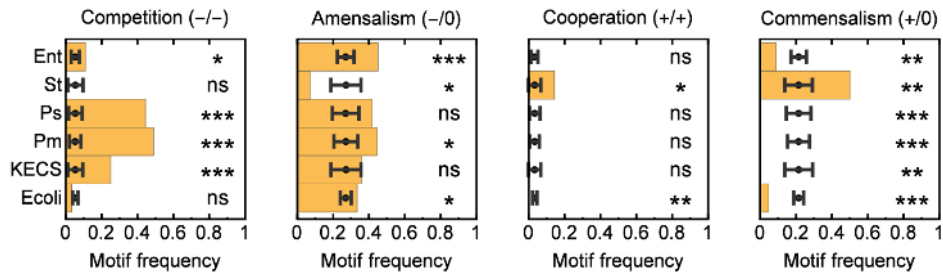 Competition (−/−) Amensalism (−/0) Cooperation (+/+) Commensalism (+/0)
Ent * *** ns **
St ns * * **
Ps *** ns ns ***
Pm *** * ns ***
KECS *** ns ns **
Ecoli ns * ** ***
0 0.2 0.4 0.6 0.8 1 0 0.2 0.4 0.6 0.8 1 0 0.2 0.4 0.6 0.8 1 0 0.2 0.4 0.6 0.8 1
Motif frequency Motif frequency Motif frequency Motif frequency